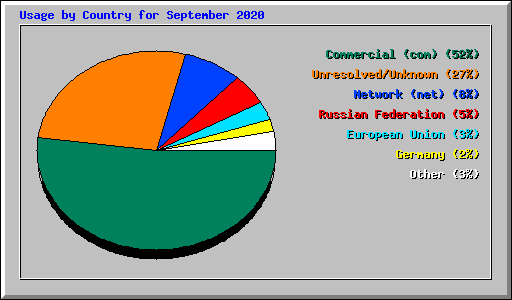 Usage by Country for September 2020
Commercial (com) (52%)
Unresolved/Unknown (27%)
Network (net) (8%)
Russian Federation (5%)
European Union (3%)
Germany (2%)
Other (3%)